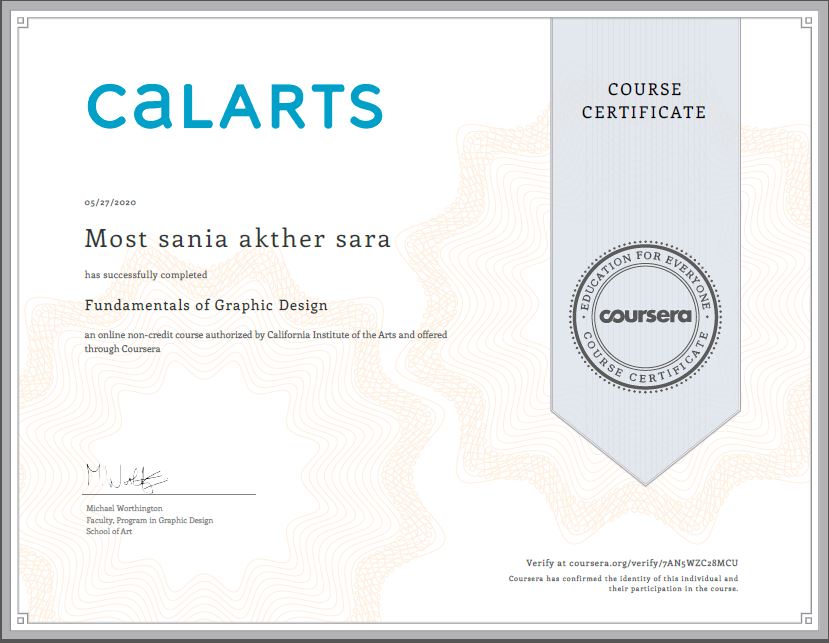 CalARTS
COURSE
CERTIFICATE
05/27/2020
Most sania akther sara
has successfully completed
Fundamentals of Graphic Design
an online non-credit course authorized by California Institute of the Arts and offered
through Coursera
EDUCATION FOR EVERYONE
coursera
COURSE CERTIFICATE
Michael Worthington
Faculty, Program in Graphic Design
School of Art
Verify at coursera.org/verify/7AN5WZC28MCU
Coursera has confirmed the identity of this individual and
their participation in the course.